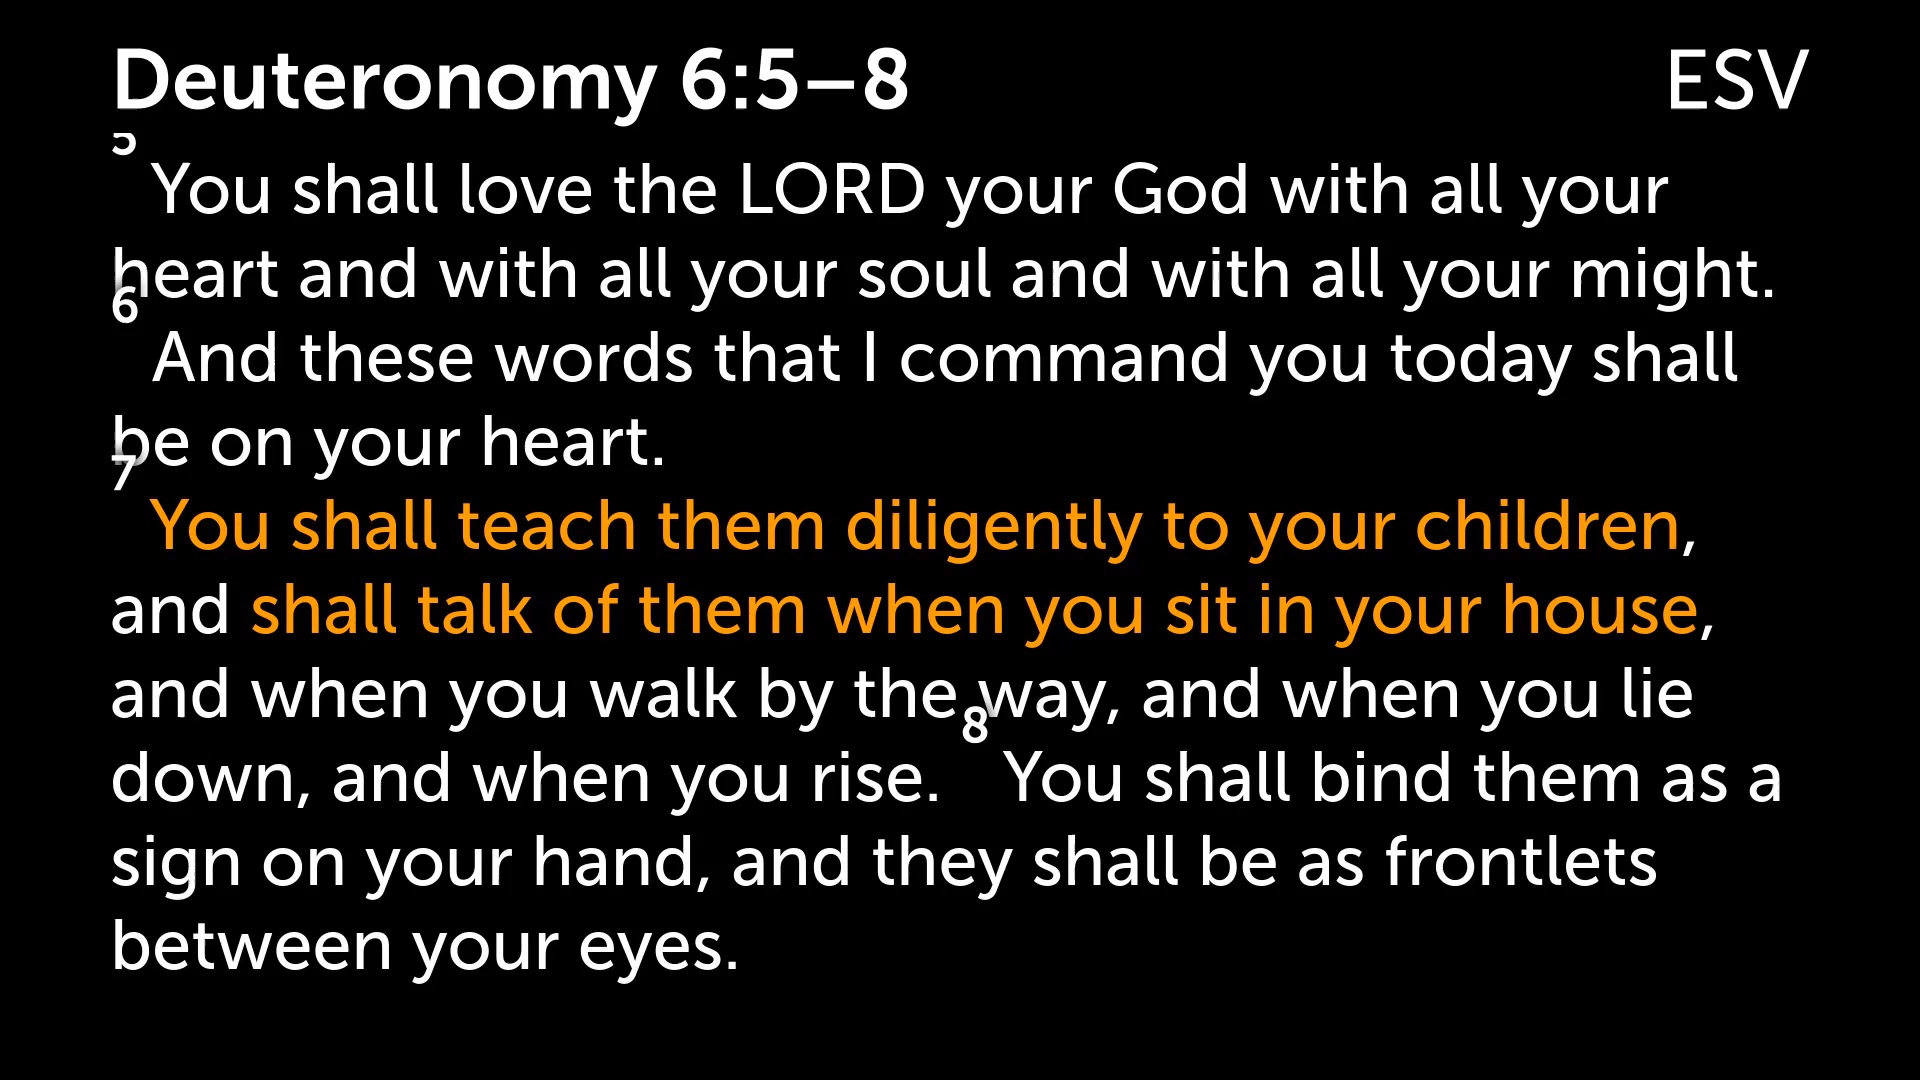 Deuteronomy 6:5–8 ESV
5 You shall love the LORD your God with all your
heart and with all your soul and with all your might.
6 And these words that I command you today shall
be on your heart.
7 You shall teach them diligently to your children,
and shall talk of them when you sit in your house,
and when you walk by the way, and when you lie
down, and when you rise. 8 You shall bind them as a
sign on your hand, and they shall be as frontlets
between your eyes.